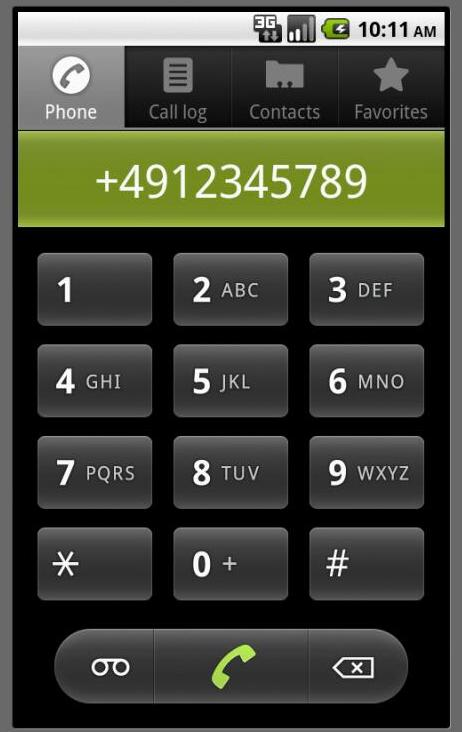 3G 10:11 AM
Phone Call log Contacts Favorites
+4912345789
1 2 ABC 3 DEF
4 GHI 5 JKL 6 MNO
7 PQRS 8 TUV 9 WXYZ
* 0 + #